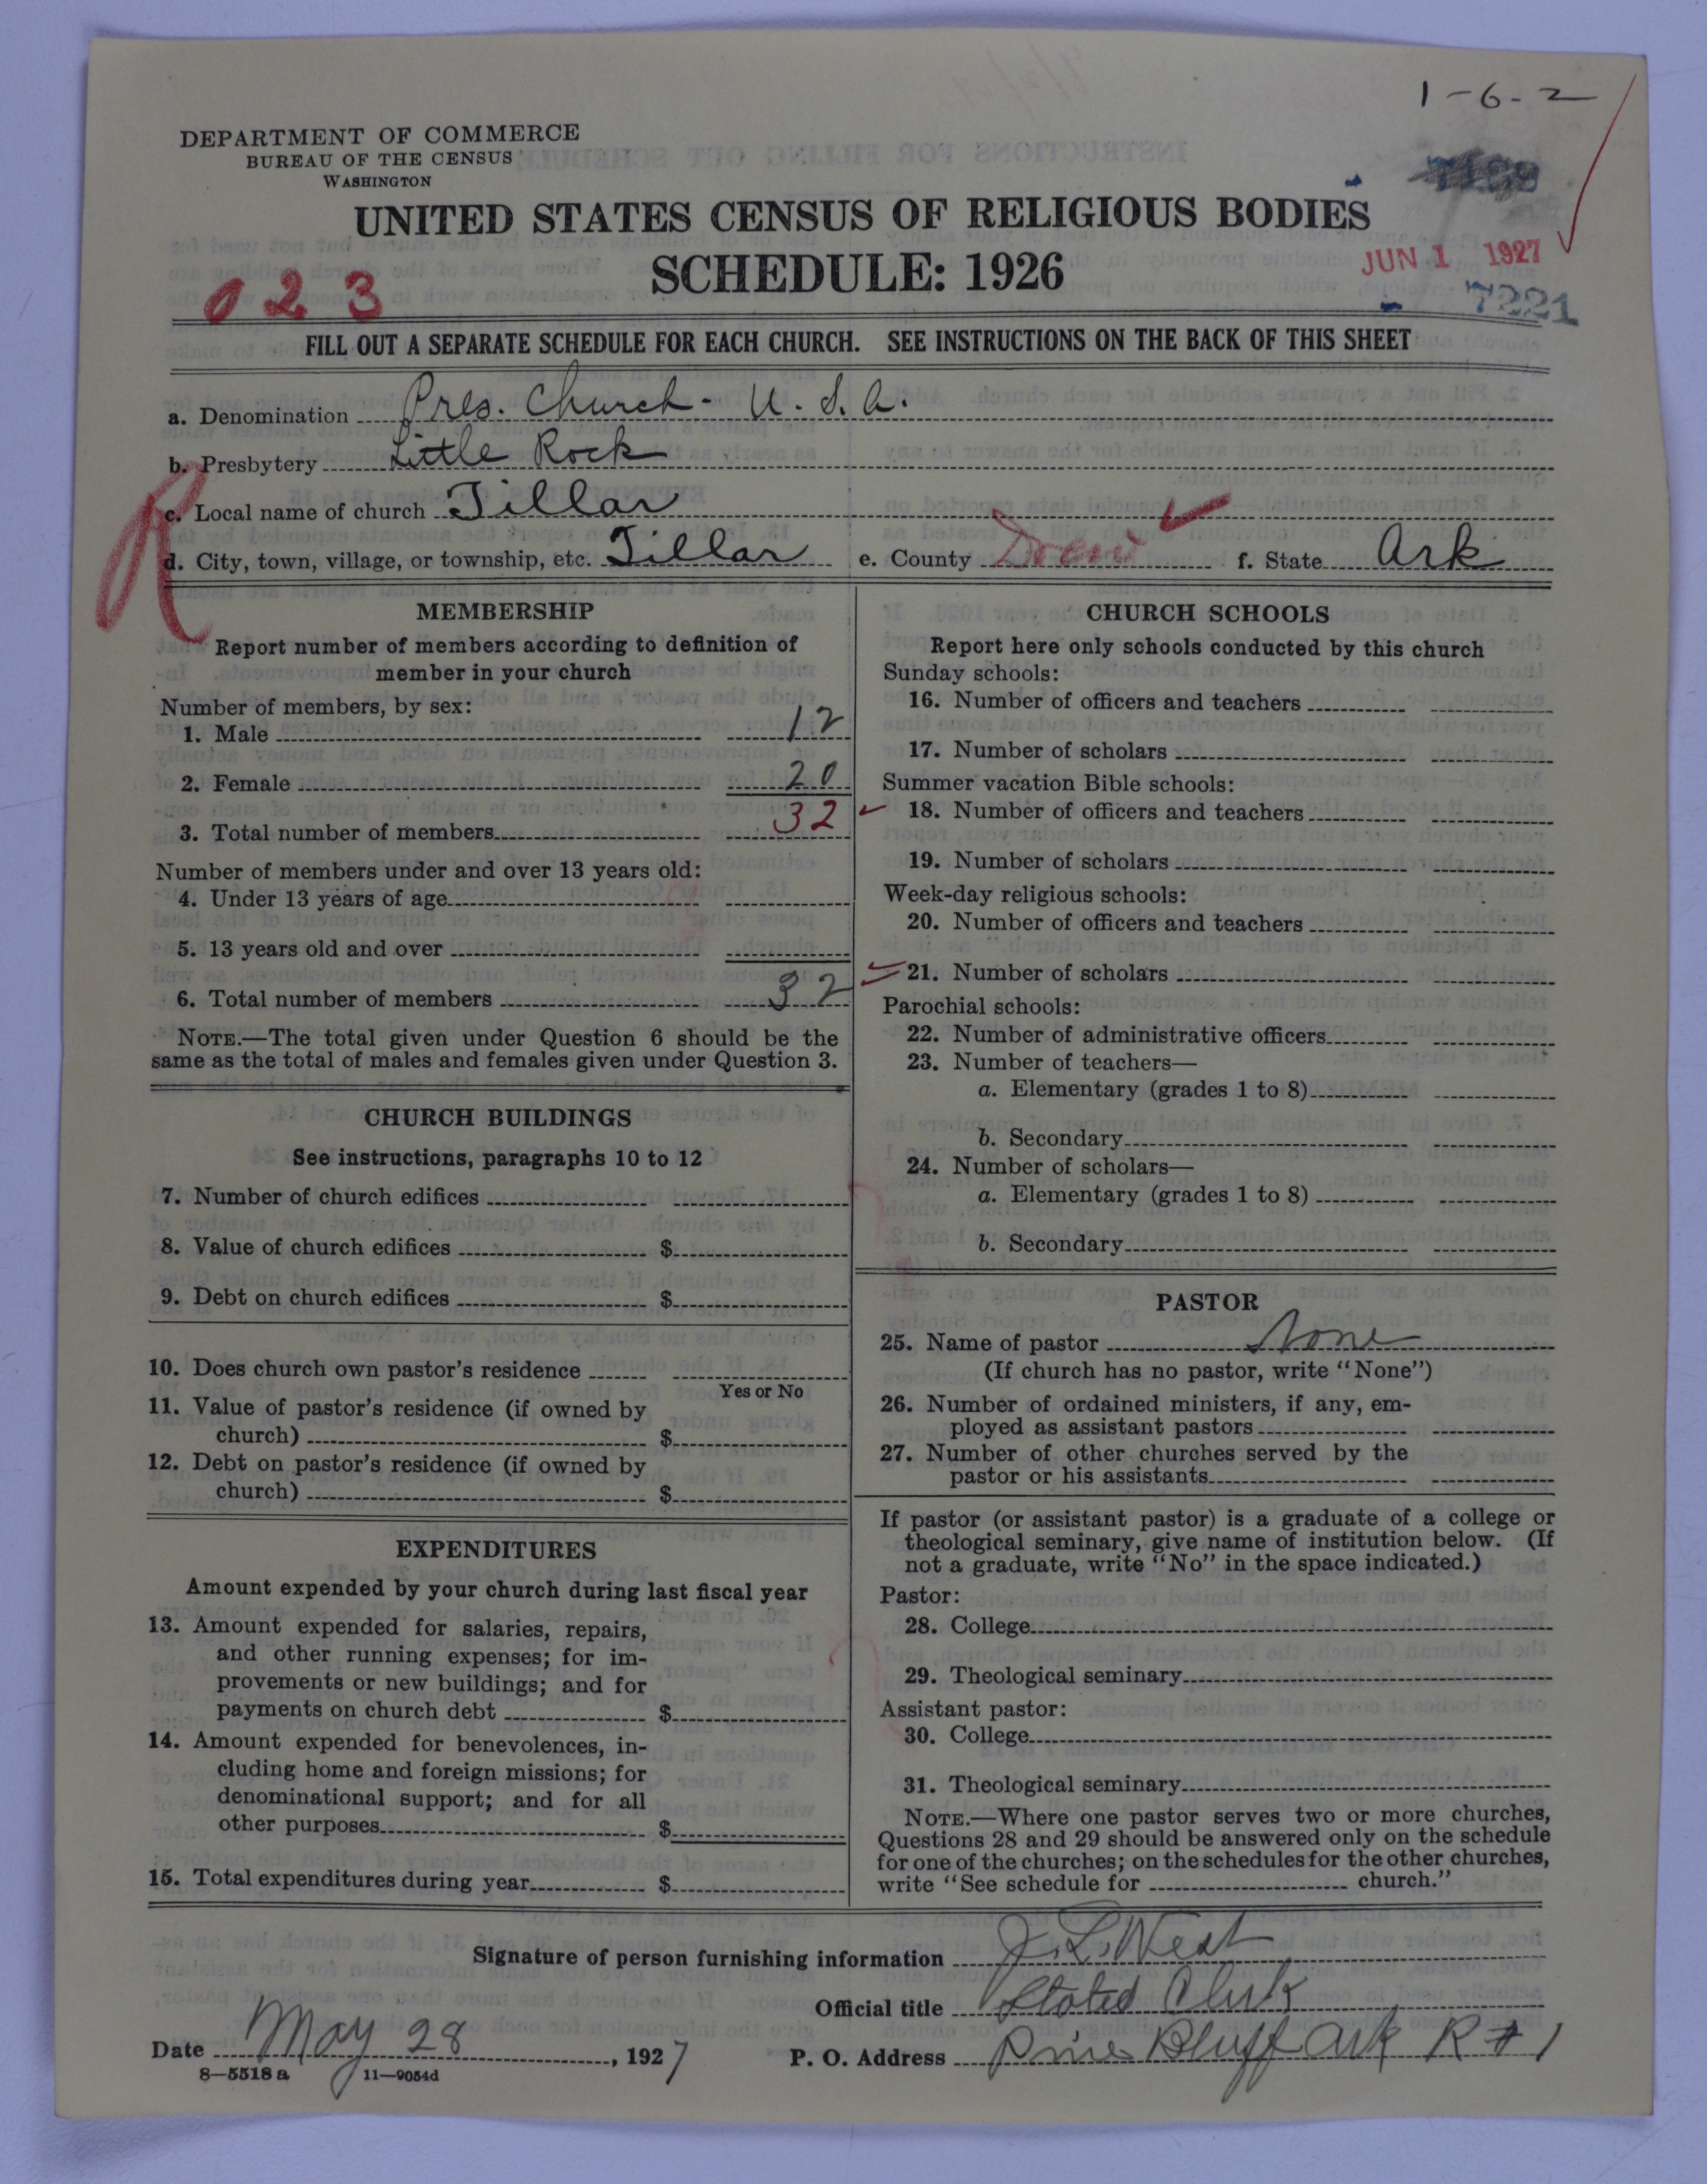 1-6-2
DEPARTMENT OF COMMERCE
BUREAU OF THE CENSUS
WASHINGTON
UNITED STATES CENSUS OF RELIGIOUS BODIES
SCHEDULE: 1926
JUN 1 1927
7221
023
FILL OUT A SEPARATE SCHEDULE FOR EACH CHURCH. SEE INSTRUCTIONS ON THE BACK OF THIS SHEET
a. Denomination Pres. Church - U. S. A.
b. Presbytery Little Rock
R
c. Local name of church Tillar
d. City, town, village, or township, etc. Tillar e. County Drew f. State Ark
MEMBERSHIP
Report number of members according to definition of
member in your church
Number of members, by sex:
1. Male 12
2. Female 20
3. Total number of members 32
Number of members under and over 13 years old:
4. Under 13 years of age
5. 13 years old and over
6. Total number of members 32
NOTE.—The total given under Question 6 should be the
same as the total of males and females given under Question 3.
CHURCH BUILDINGS
See instructions, paragraphs 10 to 12
7. Number of church edifices
8. Value of church edifices $
9. Debt on church edifices $
10. Does church own pastor's residence
Yes or No
11. Value of pastor's residence (if owned by
church) $
12. Debt on pastor's residence (if owned by
church) $
EXPENDITURES
Amount expended by your church during last fiscal year
13. Amount expended for salaries, repairs,
and other running expenses; for im-
provements or new buildings; and for
payments on church debt $
14. Amount expended for benevolences, in-
cluding home and foreign missions; for
denominational support; and for all
other purposes $
15. Total expenditures during year $
CHURCH SCHOOLS
Report here only schools conducted by this church
Sunday schools:
16. Number of officers and teachers
17. Number of scholars
Summer vacation Bible schools:
18. Number of officers and teachers
19. Number of scholars
Week-day religious schools:
20. Number of officers and teachers
21. Number of scholars
Parochial schools:
22. Number of administrative officers
23. Number of teachers—
a. Elementary (grades 1 to 8)
b. Secondary
24. Number of scholars—
a. Elementary (grades 1 to 8)
b. Secondary
PASTOR
25. Name of pastor None
(If church has no pastor, write "None")
26. Number of ordained ministers, if any, em-
ployed as assistant pastors
27. Number of other churches served by the
pastor or his assistants
If pastor (or assistant pastor) is a graduate of a college or
theological seminary, give name of institution below. (If
not a graduate, write "No" in the space indicated.)
Pastor:
28. College
29. Theological seminary
Assistant pastor:
30. College
31. Theological seminary
NOTE.—Where one pastor serves two or more churches,
Questions 28 and 29 should be answered only on the schedule
for one of the churches; on the schedules for the other churches,
write "See schedule for church."
Signature of person furnishing information J. L. West
Official title Stated Clerk
Date May 28, 1927 P. O. Address Pine Bluff Ark R#1
8—5518a 11—9054d